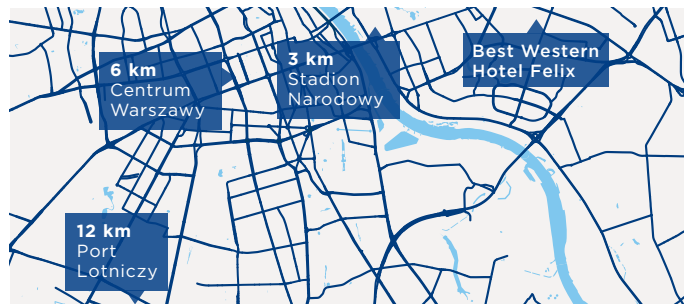 6 km
Centrum
Warszawy
3 km
Stadion
Narodowy
Best Western
Hotel Felix
12 km
Port
Lotniczy